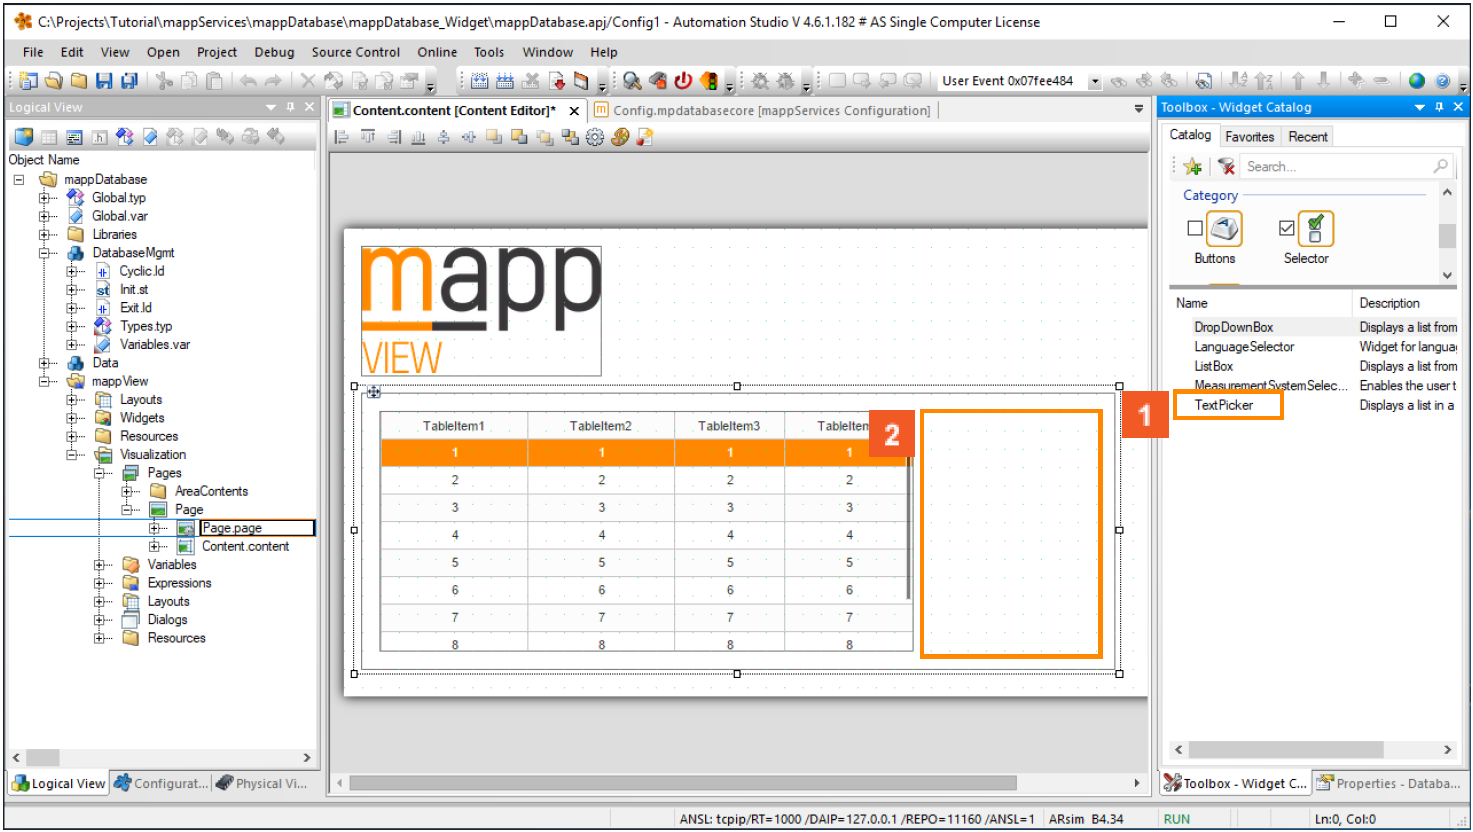 C:\Projects\Tutorial\mappServices\mappDatabase\mappDatabase_Widget\mappDatabase.apj/Config1 - Automation Studio V 4.6.1.182 # AS Single Computer License
File Edit View Open Project Debug Source Control Online Tools Window Help
User Event 0x07fee484
Logical View
Object Name
mappDatabase
Global.typ
Global.var
Libraries
DatabaseMgmt
Cyclic.ld
Init.st
Exit.ld
Types.typ
Variables.var
Data
mappView
Layouts
Widgets
Resources
Visualization
Pages
AreaContents
Page
Page.page
Content.content
Variables
Expressions
Layouts
Dialogs
Resources
Logical View Configurat... Physical Vi...
Content.content [Content Editor]* Config.mpdatabasecore [mappServices Configuration]
mapp
VIEW
TableItem1 TableItem2 TableItem3 TableItem
1 1 1 1
2 2 2 2
3 3 3 3
4 4 4 4
5 5 5 5
6 6 6 6
7 7 7 7
8 8 8 8
2
1
Toolbox - Widget Catalog
Catalog Favorites Recent
Search...
Category
Buttons Selector
Name Description
DropDownBox Displays a list from
LanguageSelector Widget for langua
ListBox Displays a list from
MeasurementSystemSelec... Enables the user t
TextPicker Displays a list in a
Toolbox - Widget C... Properties - Databa...
ANSL: tcpip/RT=1000 /DAIP=127.0.0.1 /REPO=11160 /ANSL=1 ARsim B4.34 RUN Ln:0, Col:0